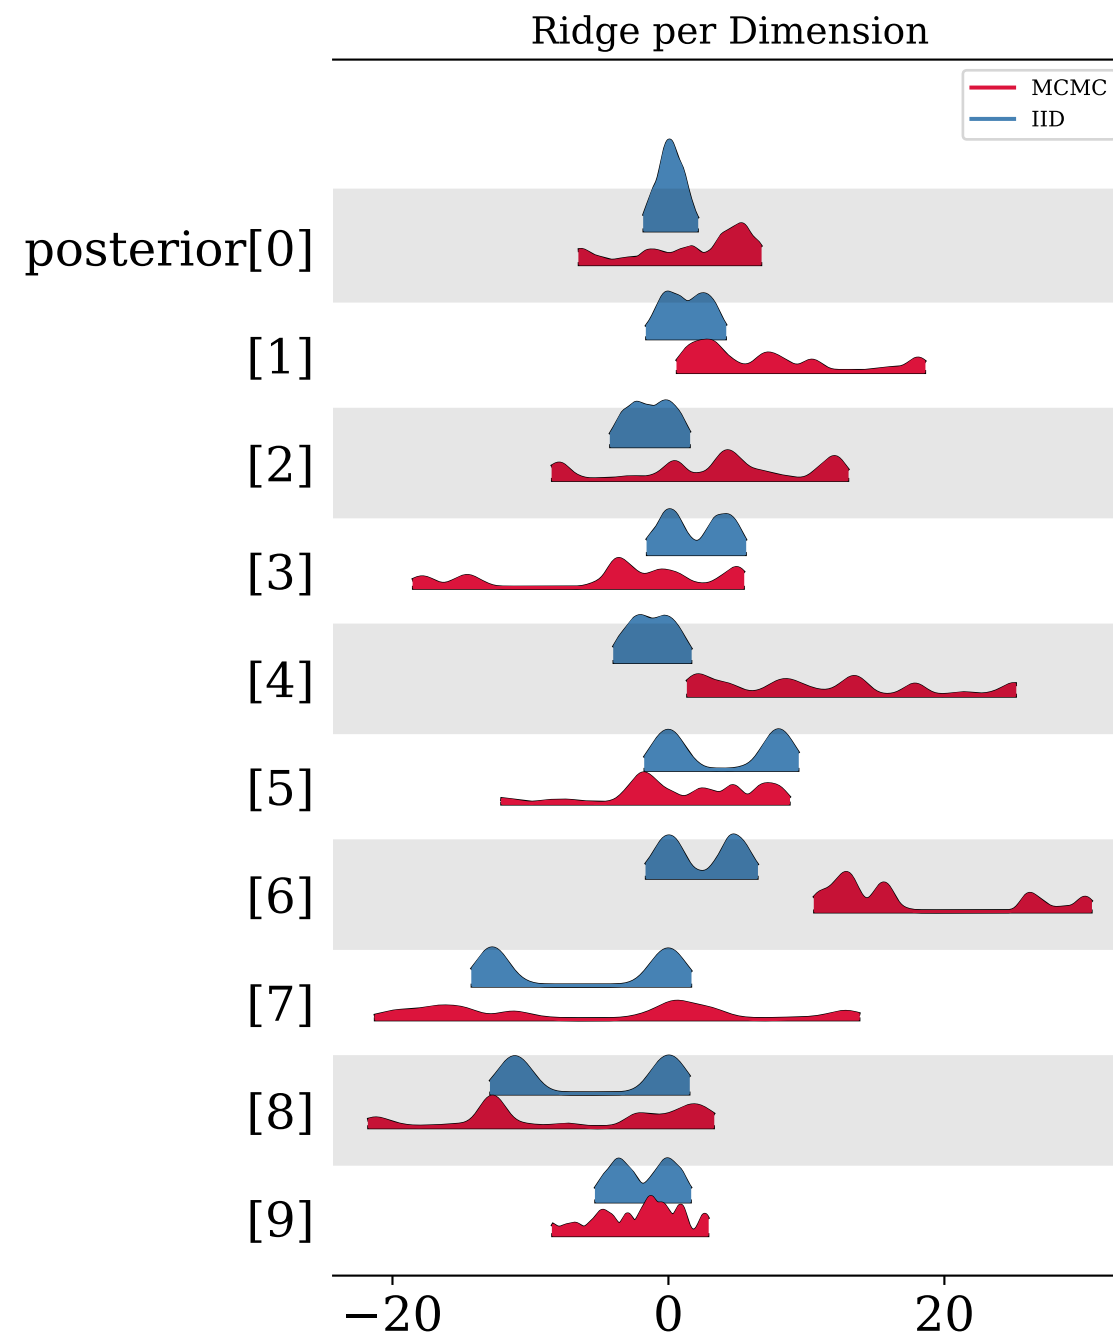 Ridge per Dimension
MCMC
IID
posterior[0]
[1]
[2]
[3]
[4]
[5]
[6]
[7]
[8]
[9]
−20 0 20